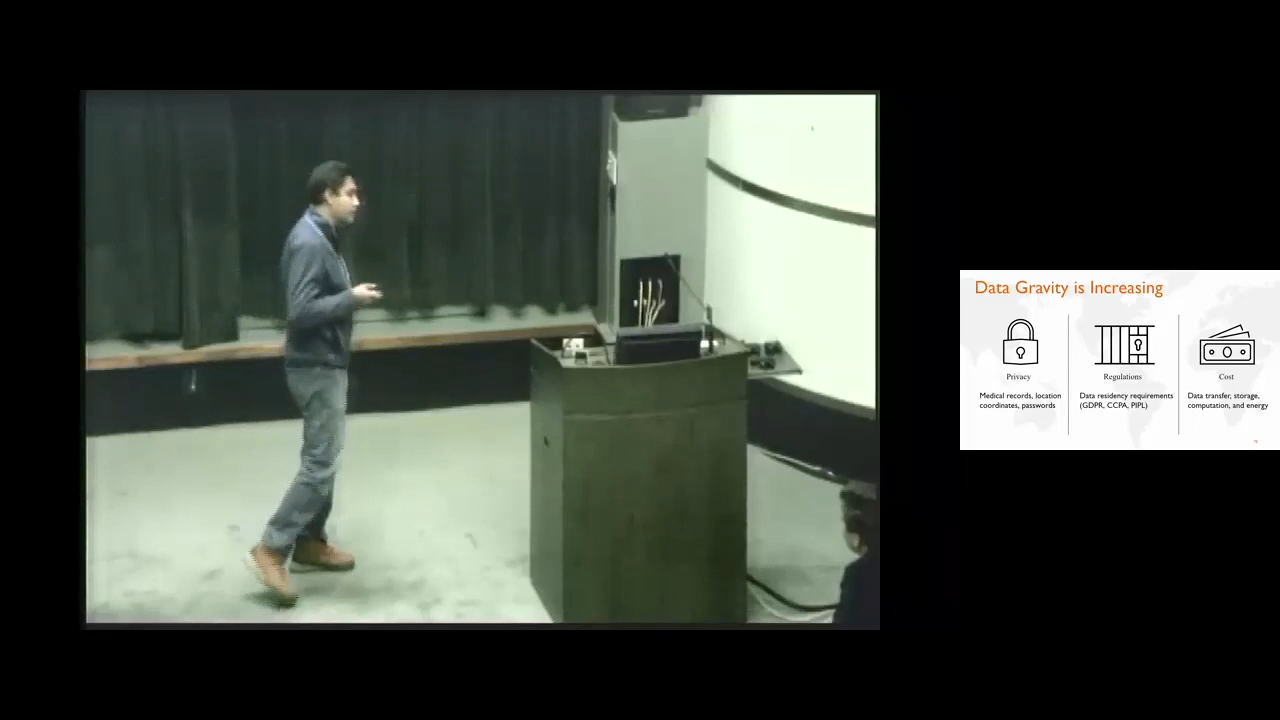 Data Gravity is Increasing
Privacy
Medical records, location
coordinates, passwords
Regulations
Data residency requirements
(GDPR, CCPA, PIPL)
Cost
Data transfer, storage,
computation, and energy